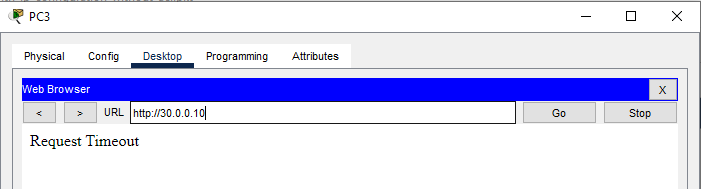 PC3
Physical Config Desktop Programming Attributes
Web Browser X
< > URL http://30.0.0.10 Go Stop
Request Timeout